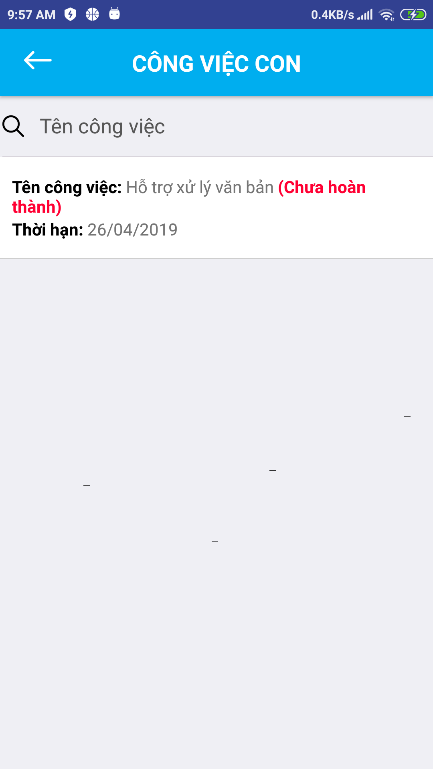 9:57 AM 0.4KB/s
CÔNG VIỆC CON
Tên công việc
Tên công việc: Hỗ trợ xử lý văn bản (Chưa hoàn
thành)
Thời hạn: 26/04/2019